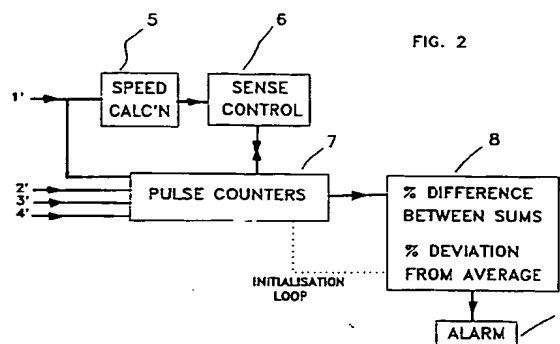 5
6
FIG. 2
1'
SPEED
CALC'N
SENSE
CONTROL
7
8
2'
3'
4'
PULSE COUNTERS
% DIFFERENCE
BETWEEN SUMS
% DEVIATION
FROM AVERAGE
INITIALISATION
LOOP
ALARM